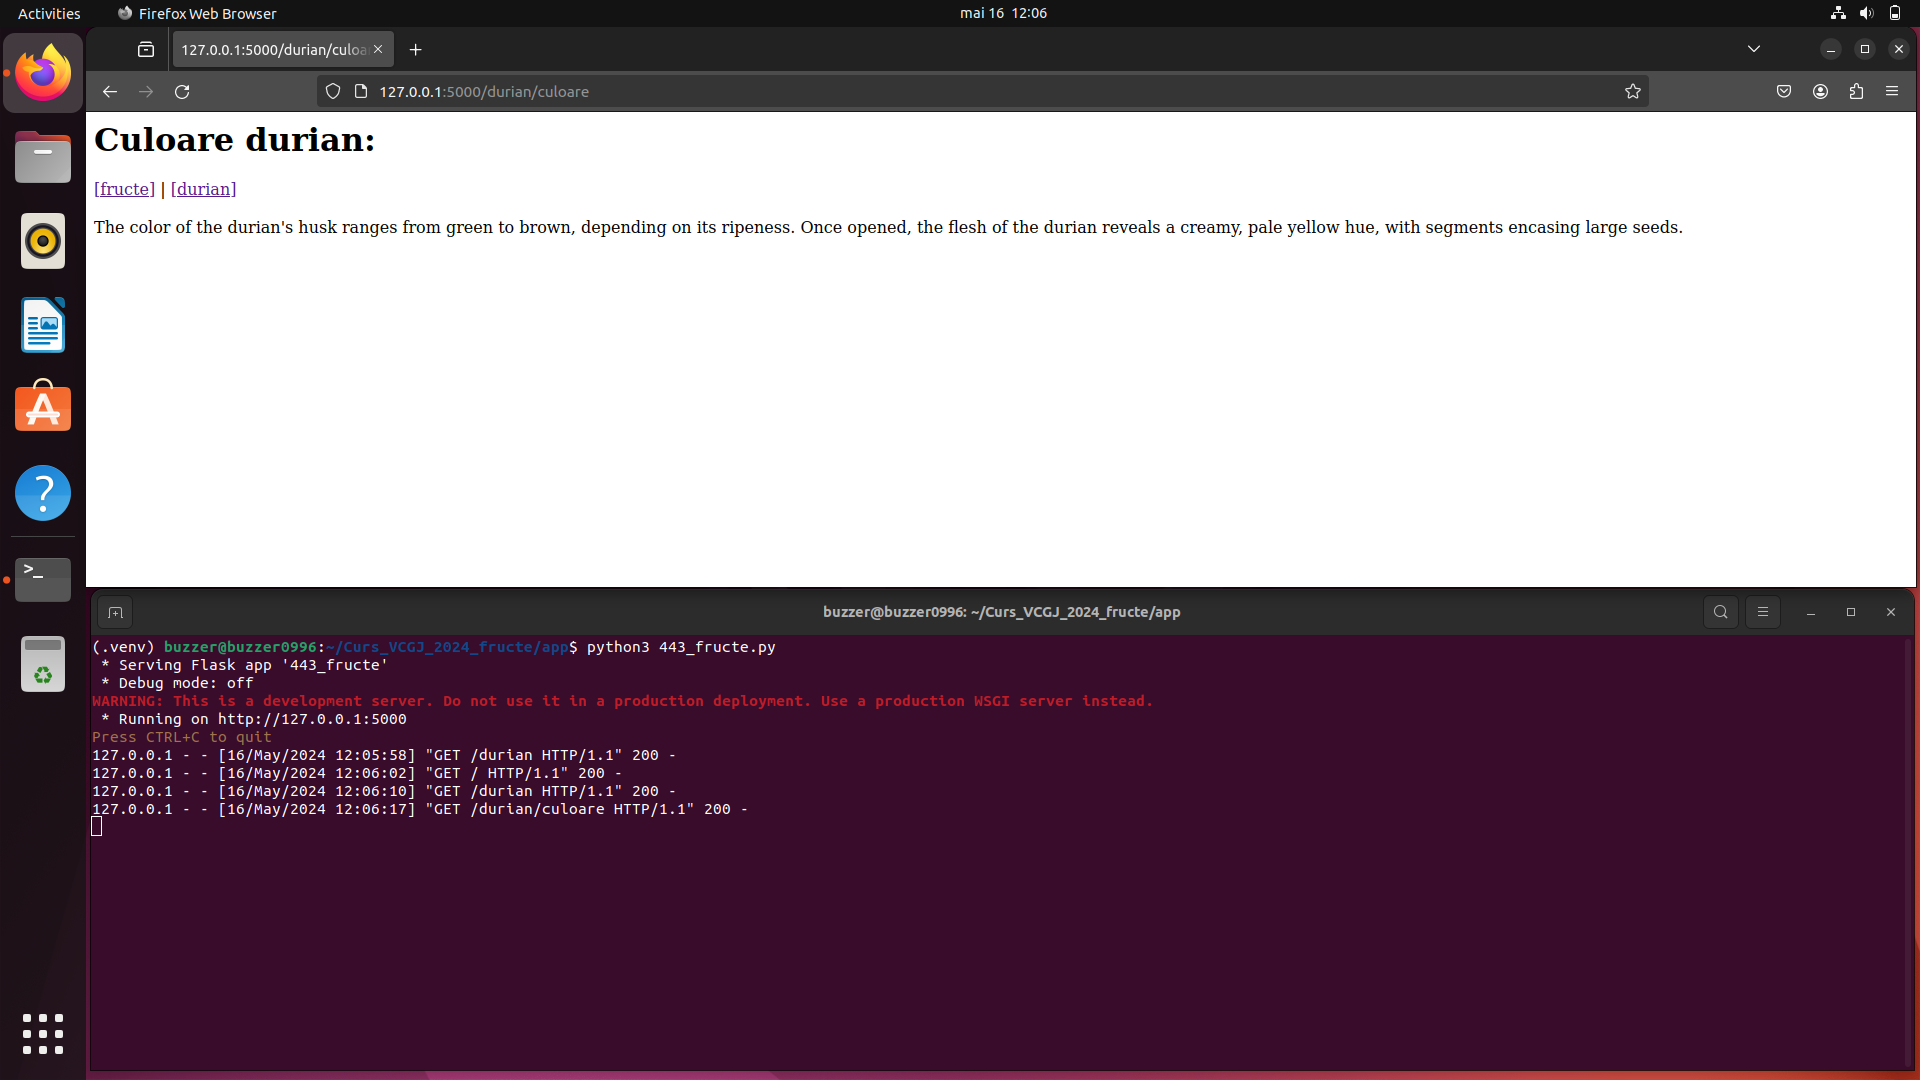 Activities
Firefox Web Browser
mai 16 12:06
127.0.0.1:5000/durian/culoa
127.0.0.1:5000/durian/culoare
Culoare durian:
[fructe] | [durian]
The color of the durian's husk ranges from green to brown, depending on its ripeness. Once opened, the flesh of the durian reveals a creamy, pale yellow hue, with segments encasing large seeds.
buzzer@buzzer0996: ~/Curs_VCGJ_2024_fructe/app
(.venv) buzzer@buzzer0996:~/Curs_VCGJ_2024_fructe/app$ python3 443_fructe.py
* Serving Flask app '443_fructe'
* Debug mode: off
WARNING: This is a development server. Do not use it in a production deployment. Use a production WSGI server instead.
* Running on http://127.0.0.1:5000
Press CTRL+C to quit
127.0.0.1 - - [16/May/2024 12:05:58] "GET /durian HTTP/1.1" 200 -
127.0.0.1 - - [16/May/2024 12:06:02] "GET / HTTP/1.1" 200 -
127.0.0.1 - - [16/May/2024 12:06:10] "GET /durian HTTP/1.1" 200 -
127.0.0.1 - - [16/May/2024 12:06:17] "GET /durian/culoare HTTP/1.1" 200 -